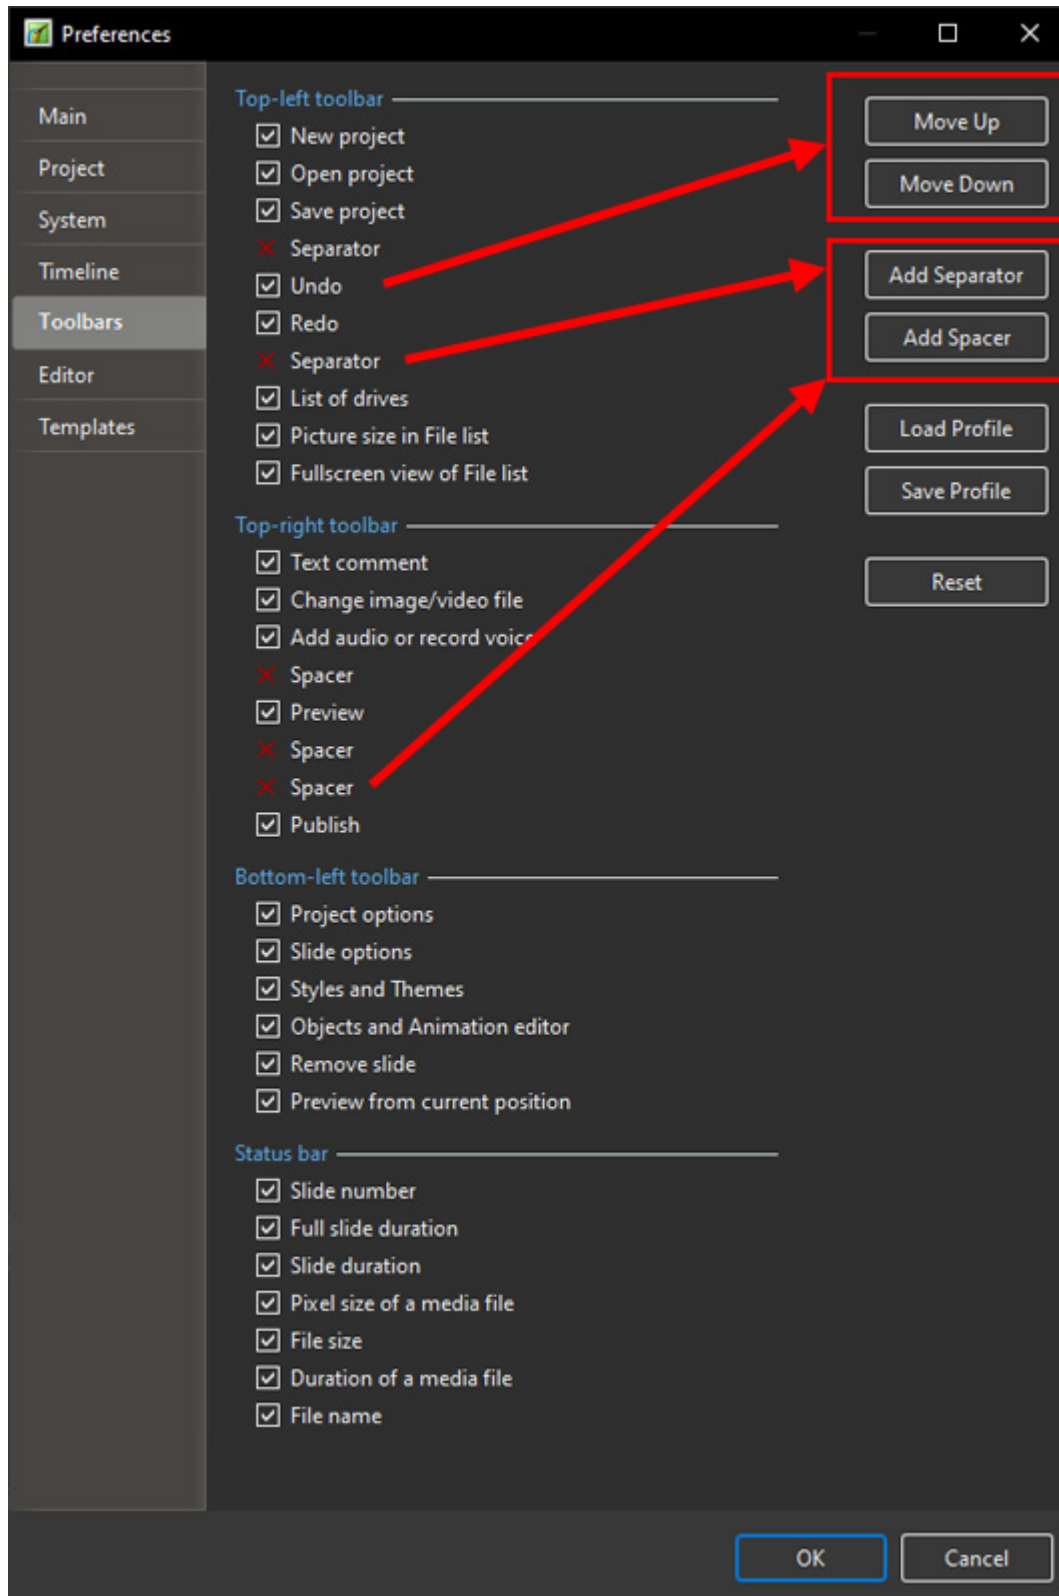 Preferences
Main
Project
System
Timeline
Toolbars
Editor
Templates
Top-left toolbar
New project
Open project
Save project
Separator
Undo
Redo
Separator
List of drives
Picture size in File list
Fullscreen view of File list
Top-right toolbar
Text comment
Change image/video file
Add audio or record voice
Spacer
Preview
Spacer
Spacer
Publish
Bottom-left toolbar
Project options
Slide options
Styles and Themes
Objects and Animation editor
Remove slide
Preview from current position
Status bar
Slide number
Full slide duration
Slide duration
Pixel size of a media file
File size
Duration of a media file
File name
Move Up
Move Down
Add Separator
Add Spacer
Load Profile
Save Profile
Reset
OK
Cancel